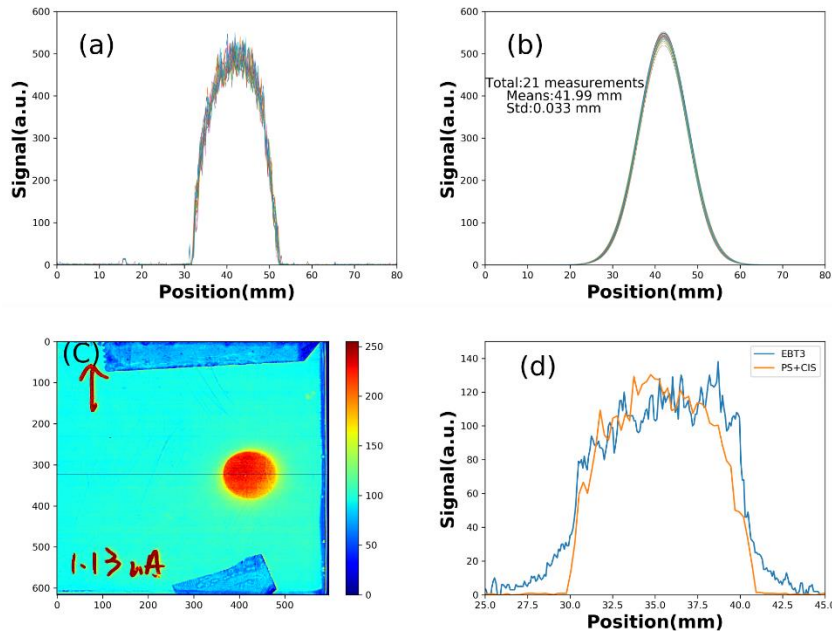 (a)
600
500
400
300
200
100
0
Signal(a.u.)
0 10 20 30 40 50 60 70 80
Position(mm)
(b)
Total:21 measurements
Means:41.99 mm
Std:0.033 mm
600
500
400
300
200
100
0
Signal(a.u.)
0 10 20 30 40 50 60 70 80
Position(mm)
(C)
0
100
200
300
400
500
600
0 100 200 300 400 500
1.13 nA
250
200
150
100
50
0
(d)
EBT3
PS+CIS
140
120
100
80
60
40
20
0
Signal(a.u.)
25.0 27.5 30.0 32.5 35.0 37.5 40.0 42.5 45.0
Position(mm)